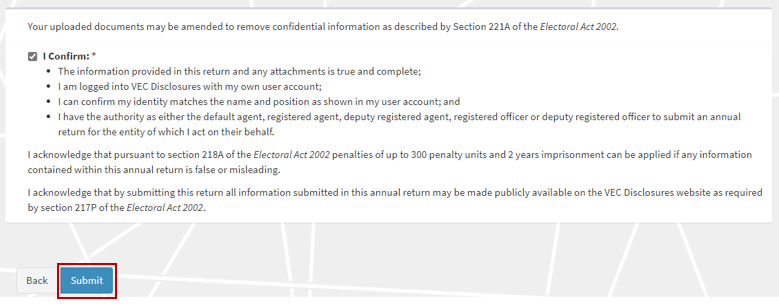 Your uploaded documents may be amended to remove confidential information as described by Section 221A of the Electoral Act 2002.
I Confirm: *
• The information provided in this return and any attachments is true and complete;
• I am logged into VEC Disclosures with my own user account;
• I can confirm my identity matches the name and position as shown in my user account; and
• I have the authority as either the default agent, registered agent, deputy registered agent, registered officer or deputy registered officer to submit an annual
return for the entity of which I act on their behalf.
I acknowledge that pursuant to section 218A of the Electoral Act 2002 penalties of up to 300 penalty units and 2 years imprisonment can be applied if any information
contained within this annual return is false or misleading.
I acknowledge that by submitting this return all information submitted in this annual return may be made publicly available on the VEC Disclosures website as required
by section 217P of the Electoral Act 2002.
Back Submit